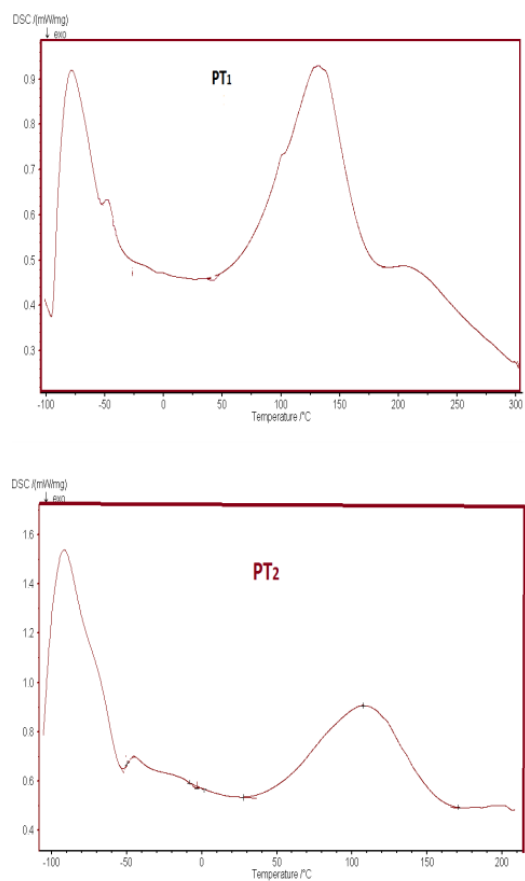 DSC /(mW/mg)
↓ exo
PT1
0.9
0.8
0.7
0.6
0.5
0.4
0.3
-100 -50 0 50 100 150 200 250 300
Temperature /°C
DSC /(mW/mg)
↓ exo
PT2
1.6
1.4
1.2
1.0
0.8
0.6
0.4
-100 -50 0 50 100 150 200
Temperature /°C